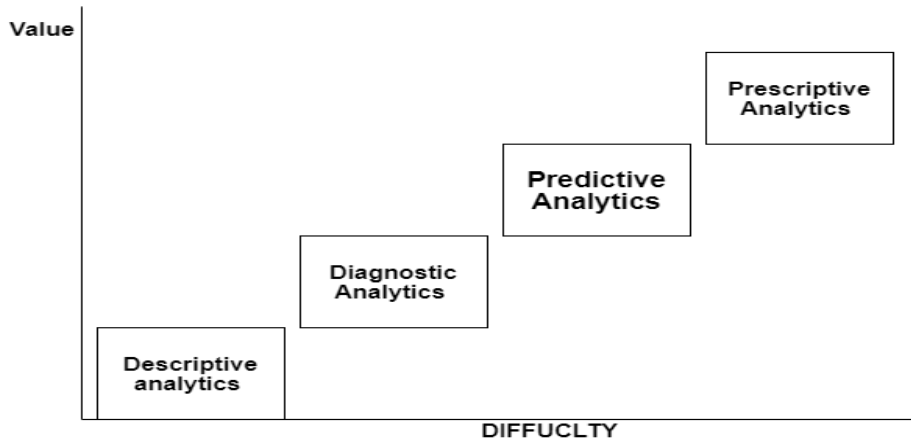 Value
Prescriptive
Analytics
Predictive
Analytics
Diagnostic
Analytics
Descriptive
analytics
DIFFUCLTY